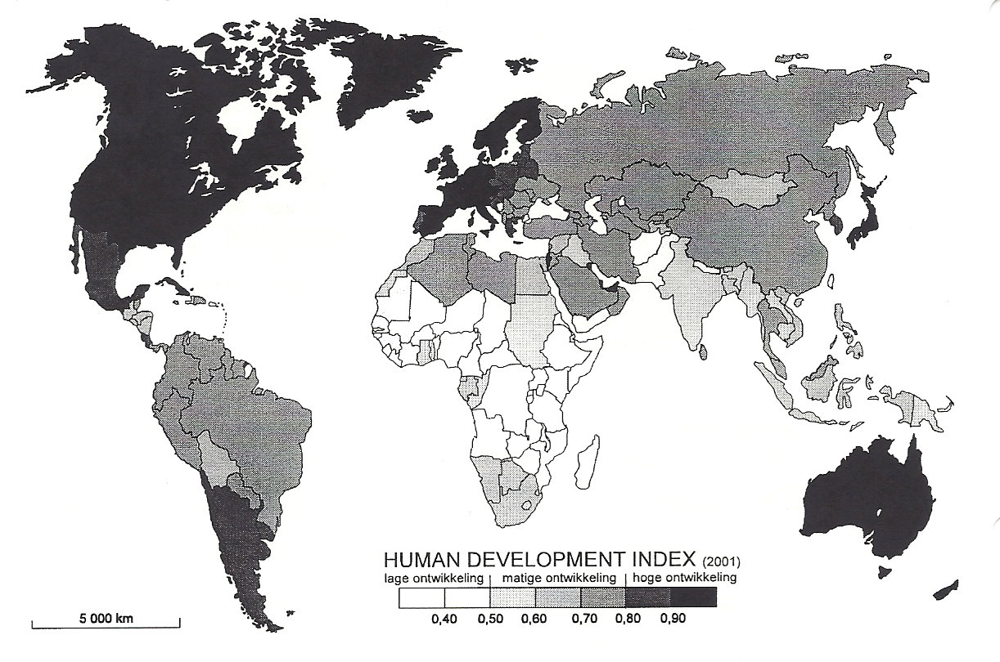 HUMAN DEVELOPMENT INDEX (2001)
lage ontwikkeling matige ontwikkeling hoge ontwikkeling
0,40 0,50 0,60 0,70 0,80 0,90
5 000 km